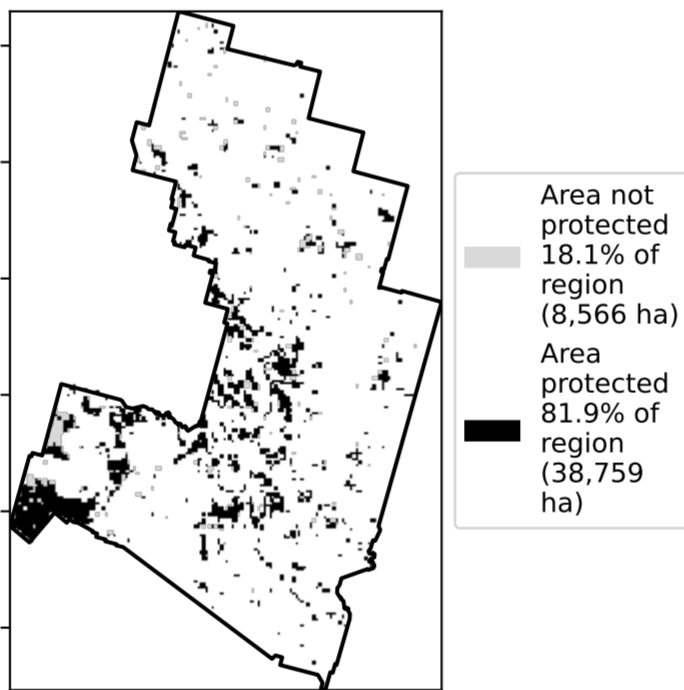 Area not
protected
18.1% of
region
(8,566 ha)
Area
protected
81.9% of
region
(38,759
ha)